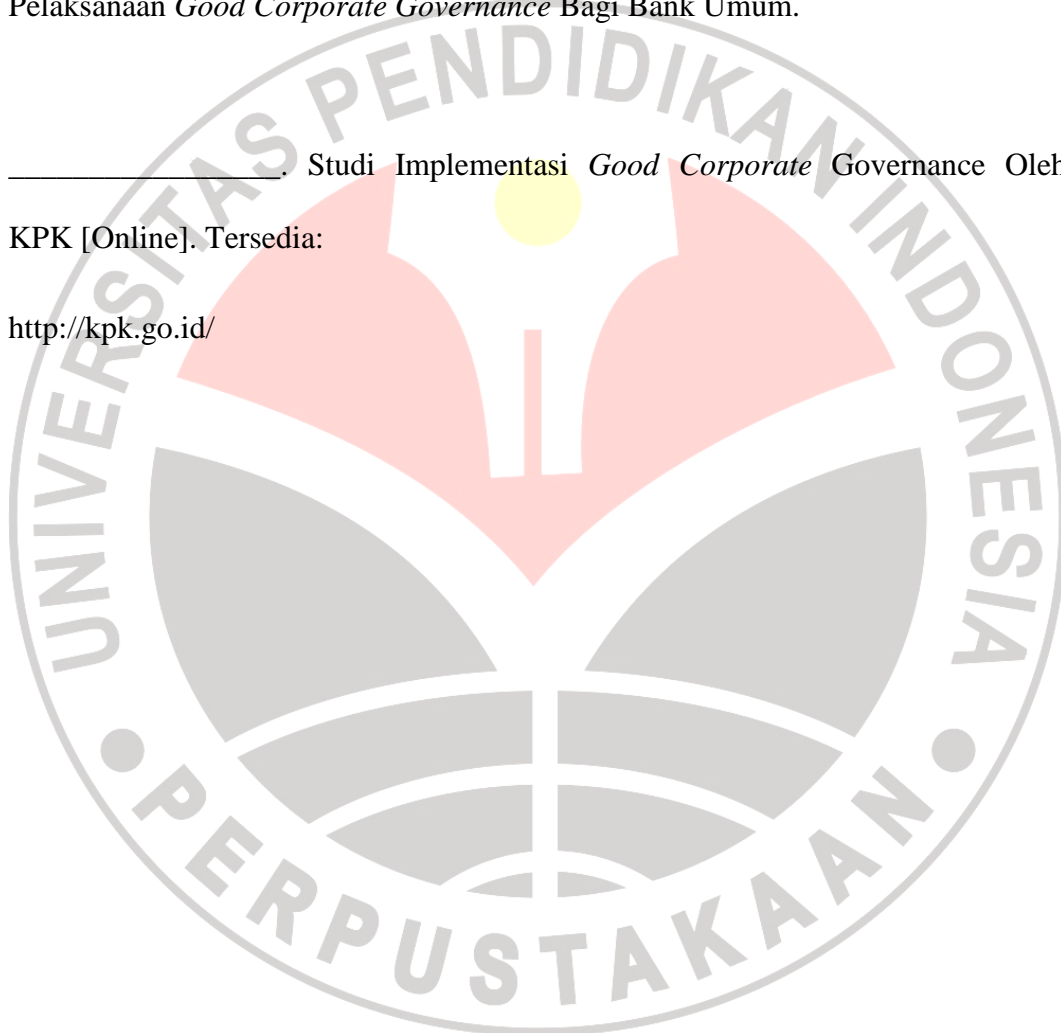 Pelaksanaan Good Corporate Governance Bagi Bank Umum.
_________________. Studi Implementasi Good Corporate Governance Oleh
KPK [Online]. Tersedia:
http://kpk.go.id/
UNIVERSITAS PENDIDIKAN INDONESIA
PERPUSTAKAAN